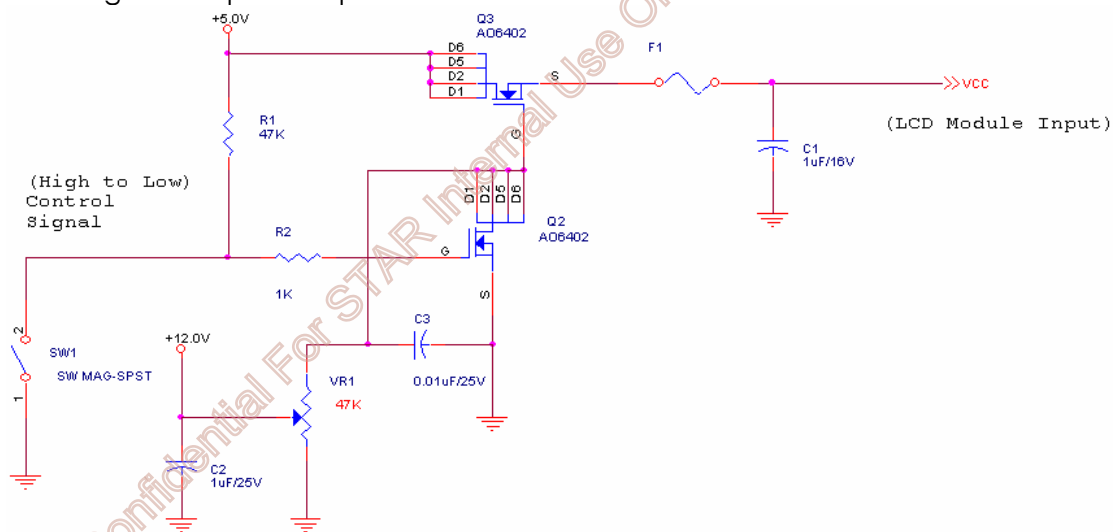 +5.0V
Q3
AO6402
D6
D5
D2
D1
S
G
F1
VCC
(LCD Module Input)
R1
47K
C1
1uF/16V
(High to Low)
Control
Signal
D1
D2
D5
D6
Q2
AO6402
R2
1K
G
S
2
SW1
SW MAG-SPST
1
+12.0V
C3
0.01uF/25V
VR1
47K
C2
1uF/25V
Confidential For STAR Internal Use